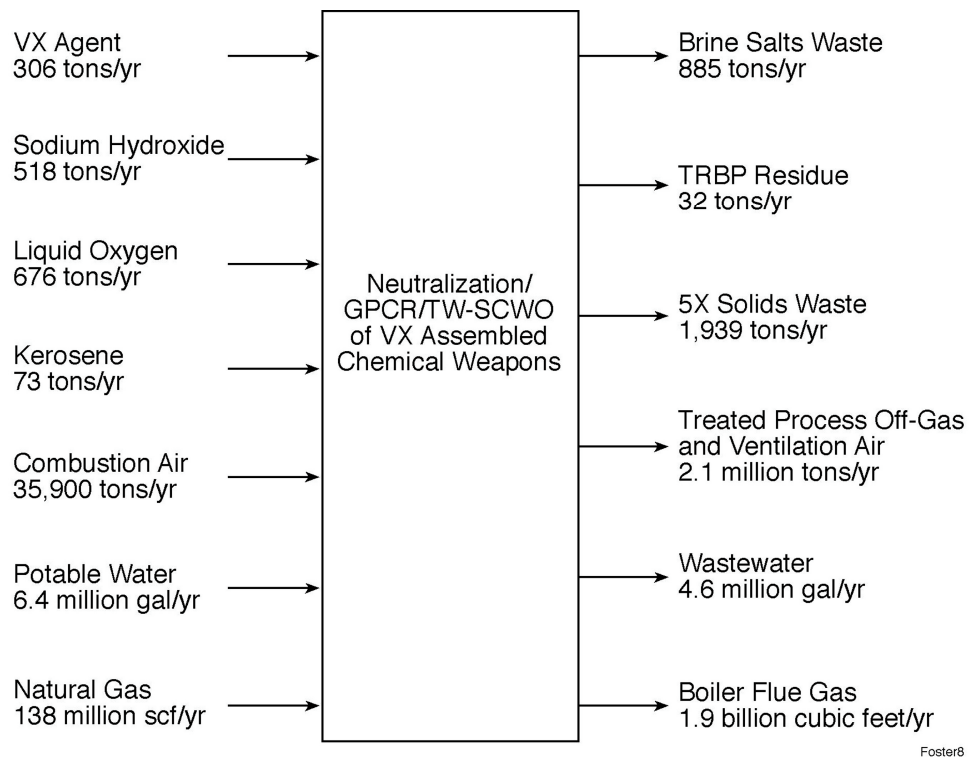 VX Agent
306 tons/yr
Sodium Hydroxide
518 tons/yr
Liquid Oxygen
676 tons/yr
Kerosene
73 tons/yr
Combustion Air
35,900 tons/yr
Potable Water
6.4 million gal/yr
Natural Gas
138 million scf/yr
Neutralization/
GPCR/TW-SCWO
of VX Assembled
Chemical Weapons
Brine Salts Waste
885 tons/yr
TRBP Residue
32 tons/yr
5X Solids Waste
1,939 tons/yr
Treated Process Off-Gas
and Ventilation Air
2.1 million tons/yr
Wastewater
4.6 million gal/yr
Boiler Flue Gas
1.9 billion cubic feet/yr
Foster8